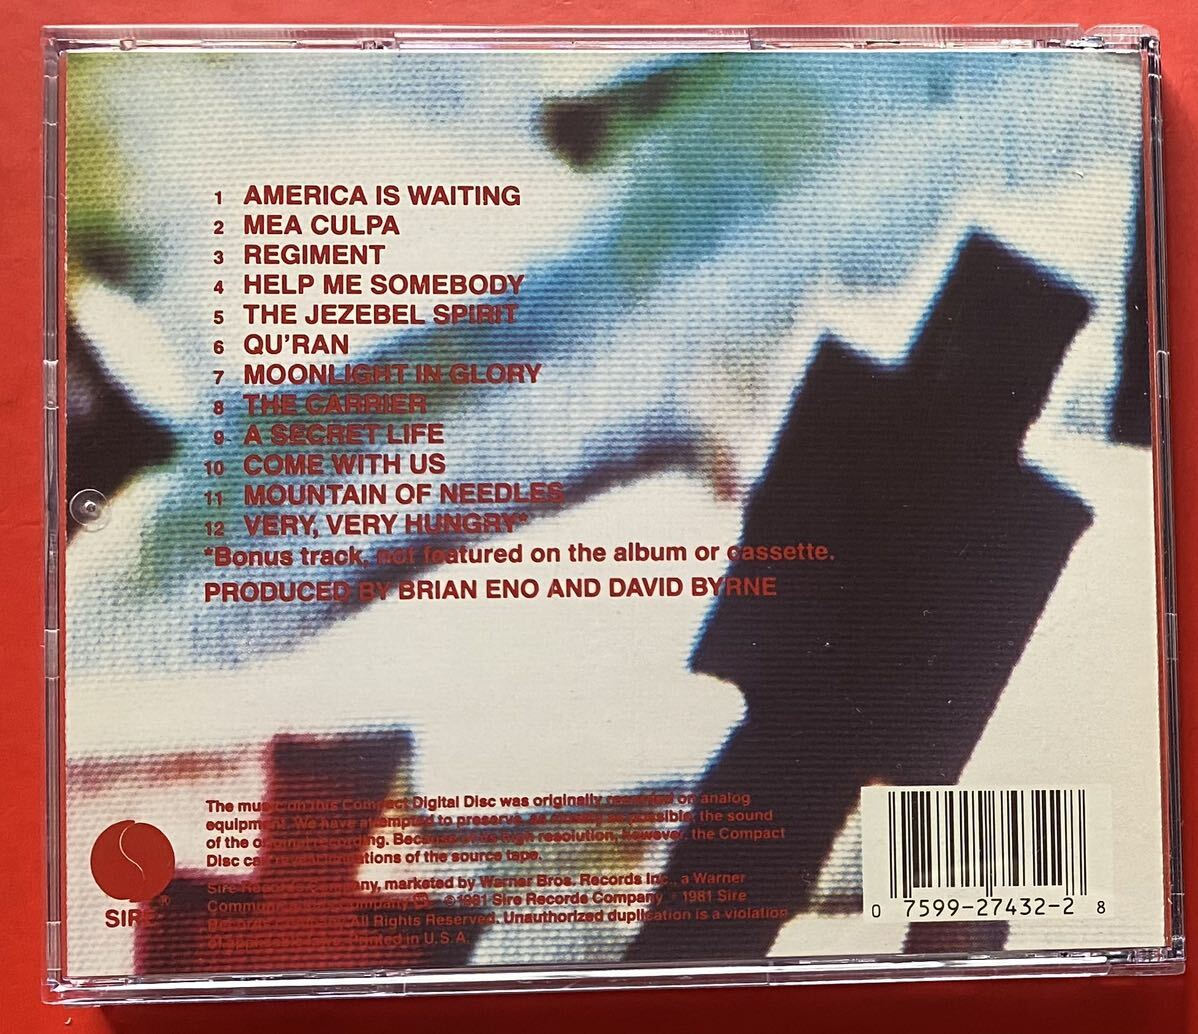 1 AMERICA IS WAITING
2 MEA CULPA
3 REGIMENT
4 HELP ME SOMEBODY
5 THE JEZEBEL SPIRIT
6 QU'RAN
7 MOONLIGHT IN GLORY
8 THE CARRIER
9 A SECRET LIFE
10 COME WITH US
11 MOUNTAIN OF NEEDLES
12 VERY, VERY HUNGRY*
*Bonus track, not featured on the album or cassette.
PRODUCED BY BRIAN ENO AND DAVID BYRNE
The music on this Compact Digital Disc was originally recorded on analog
equipment. We have attempted to preserve, as closely as possible, the sound
of the original recording. Because of its high resolution, however, the Compact
Disc can reveal limitations of the source tape.
Sire Records Company, marketed by Warner Bros. Records Inc., a Warner
Communications Company ℗ © 1981 Sire Records Company 1981 Sire
All Rights Reserved. Unauthorized duplication is a violation
of applicable laws. Printed in U.S.A.
SIRE ®
0 7599-27432-2 8